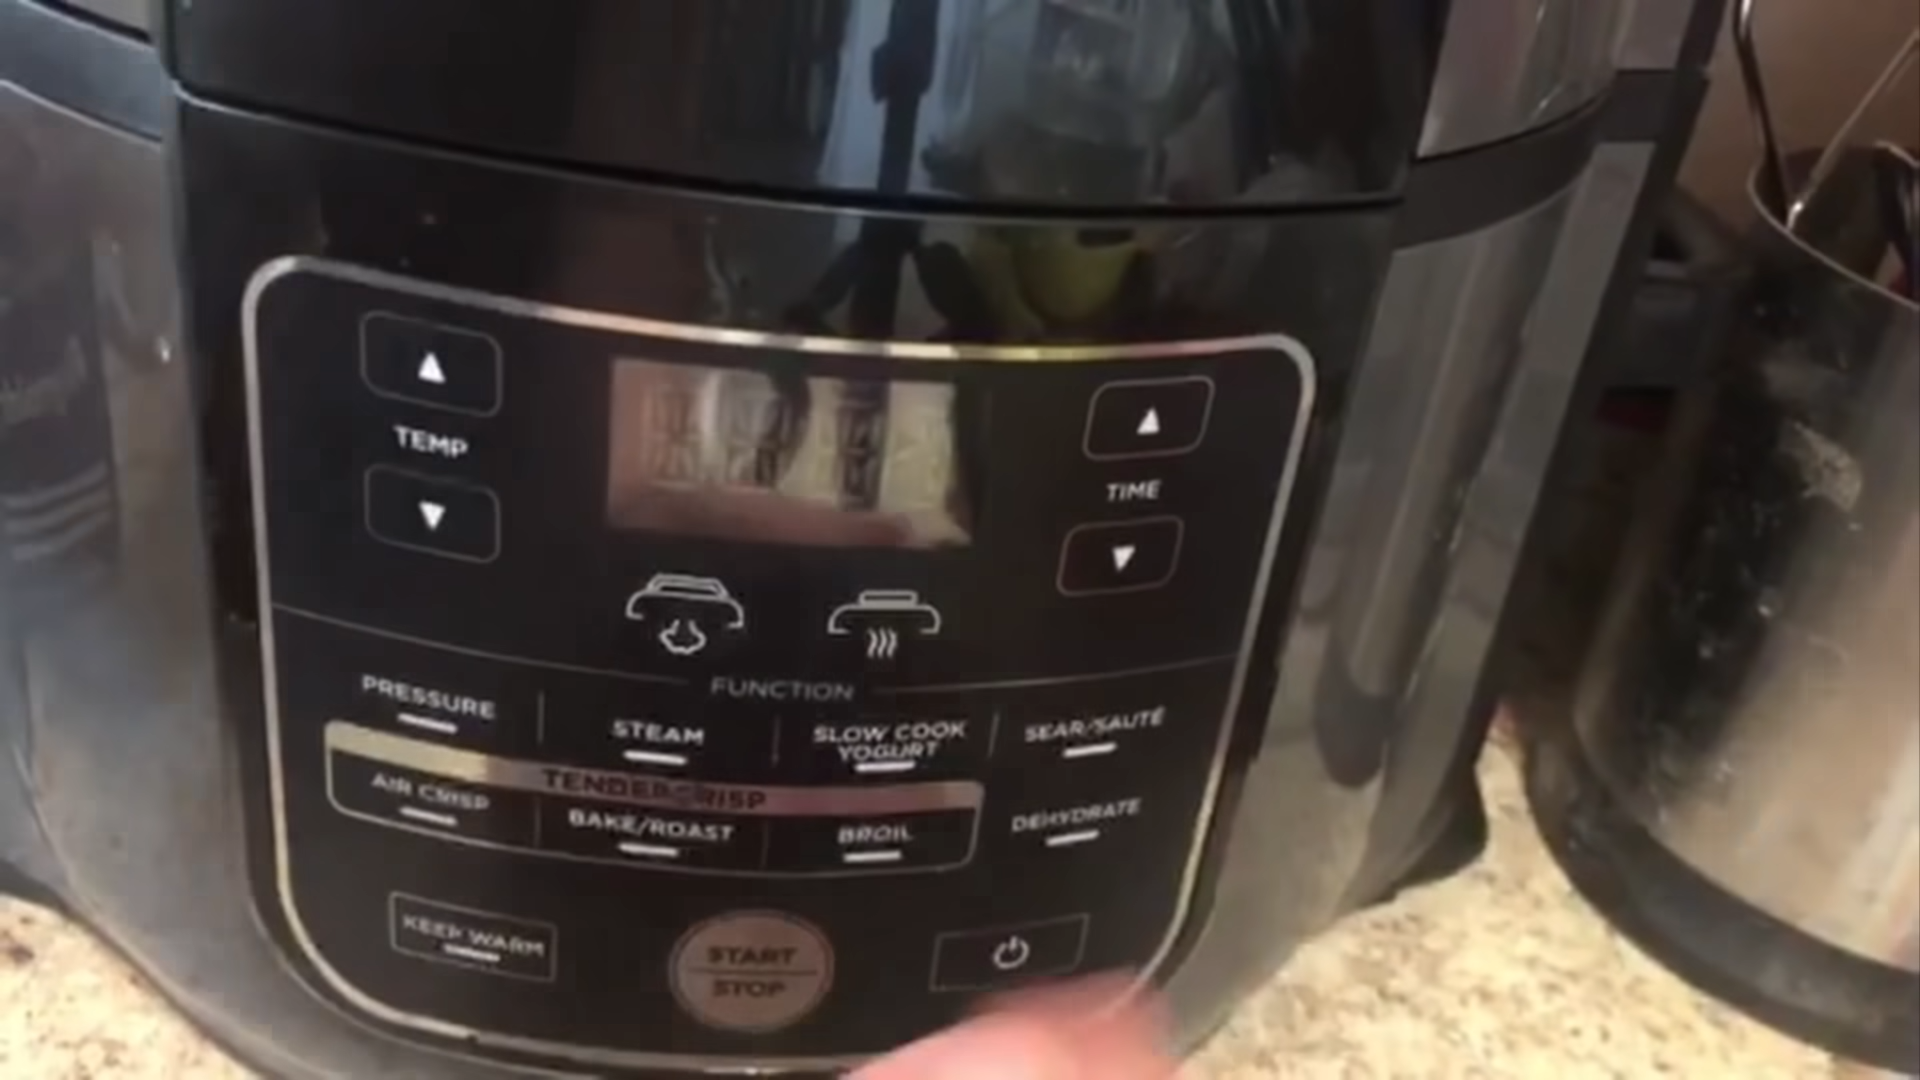 TEMP
TIME
FUNCTION
PRESSURE
STEAM
SLOW COOK
YOGURT
SEAR/SAUTÉ
TENDERCRISP
AIR CRISP
BAKE/ROAST
BROIL
DEHYDRATE
KEEP WARM
START
STOP